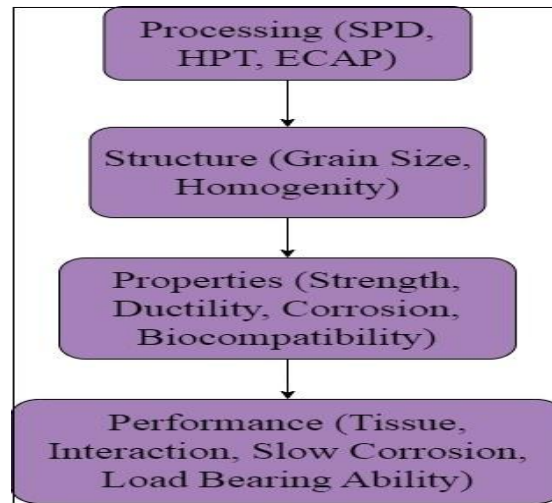 Processing (SPD,
HPT, ECAP)
Structure (Grain Size,
Homogenity)
Properties (Strength,
Ductility, Corrosion,
Biocompatibility)
Performance (Tissue,
Interaction, Slow Corrosion,
Load Bearing Ability)